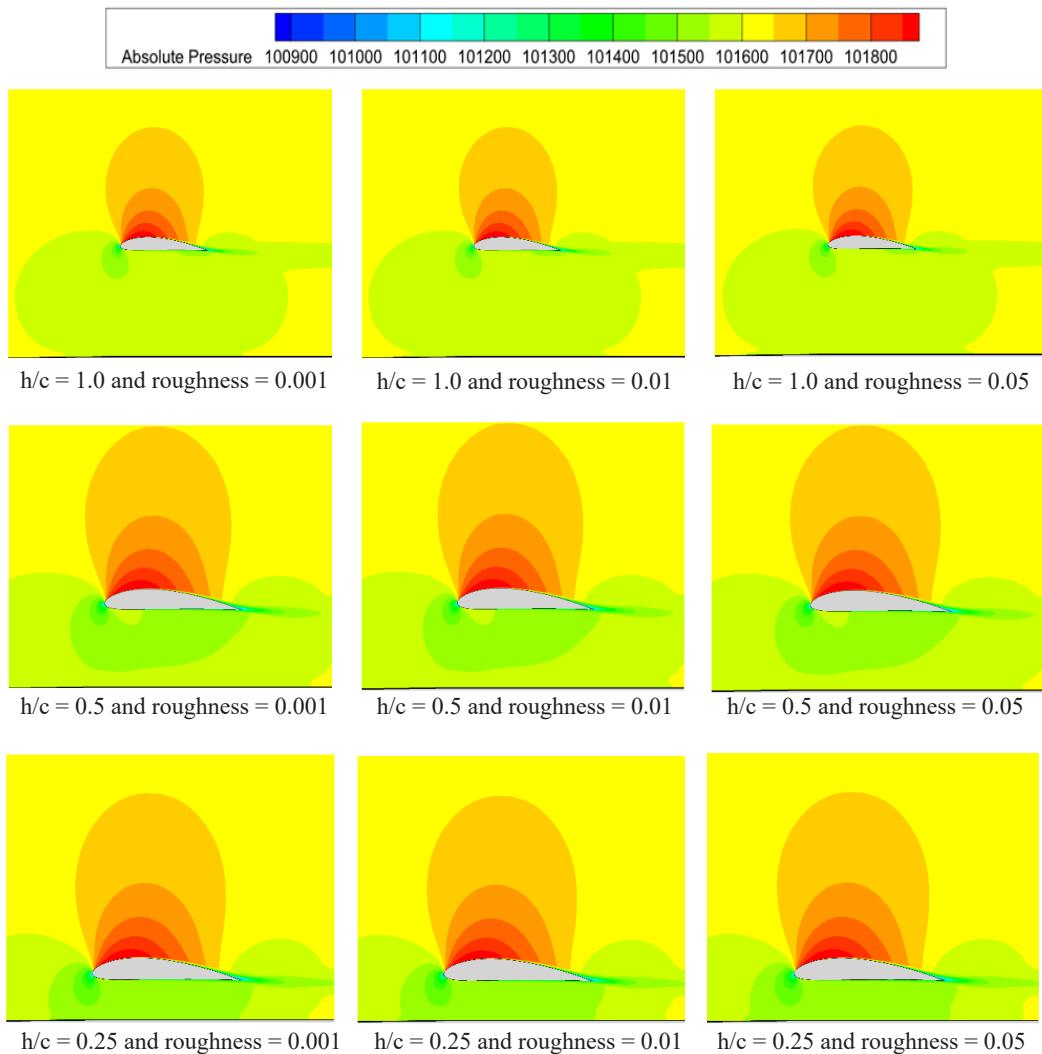 Absolute Pressure 100900 101000 101100 101200 101300 101400 101500 101600 101700 101800
h/c = 1.0 and roughness = 0.001
h/c = 1.0 and roughness = 0.01
h/c = 1.0 and roughness = 0.05
h/c = 0.5 and roughness = 0.001
h/c = 0.5 and roughness = 0.01
h/c = 0.5 and roughness = 0.05
h/c = 0.25 and roughness = 0.001
h/c = 0.25 and roughness = 0.01
h/c = 0.25 and roughness = 0.05